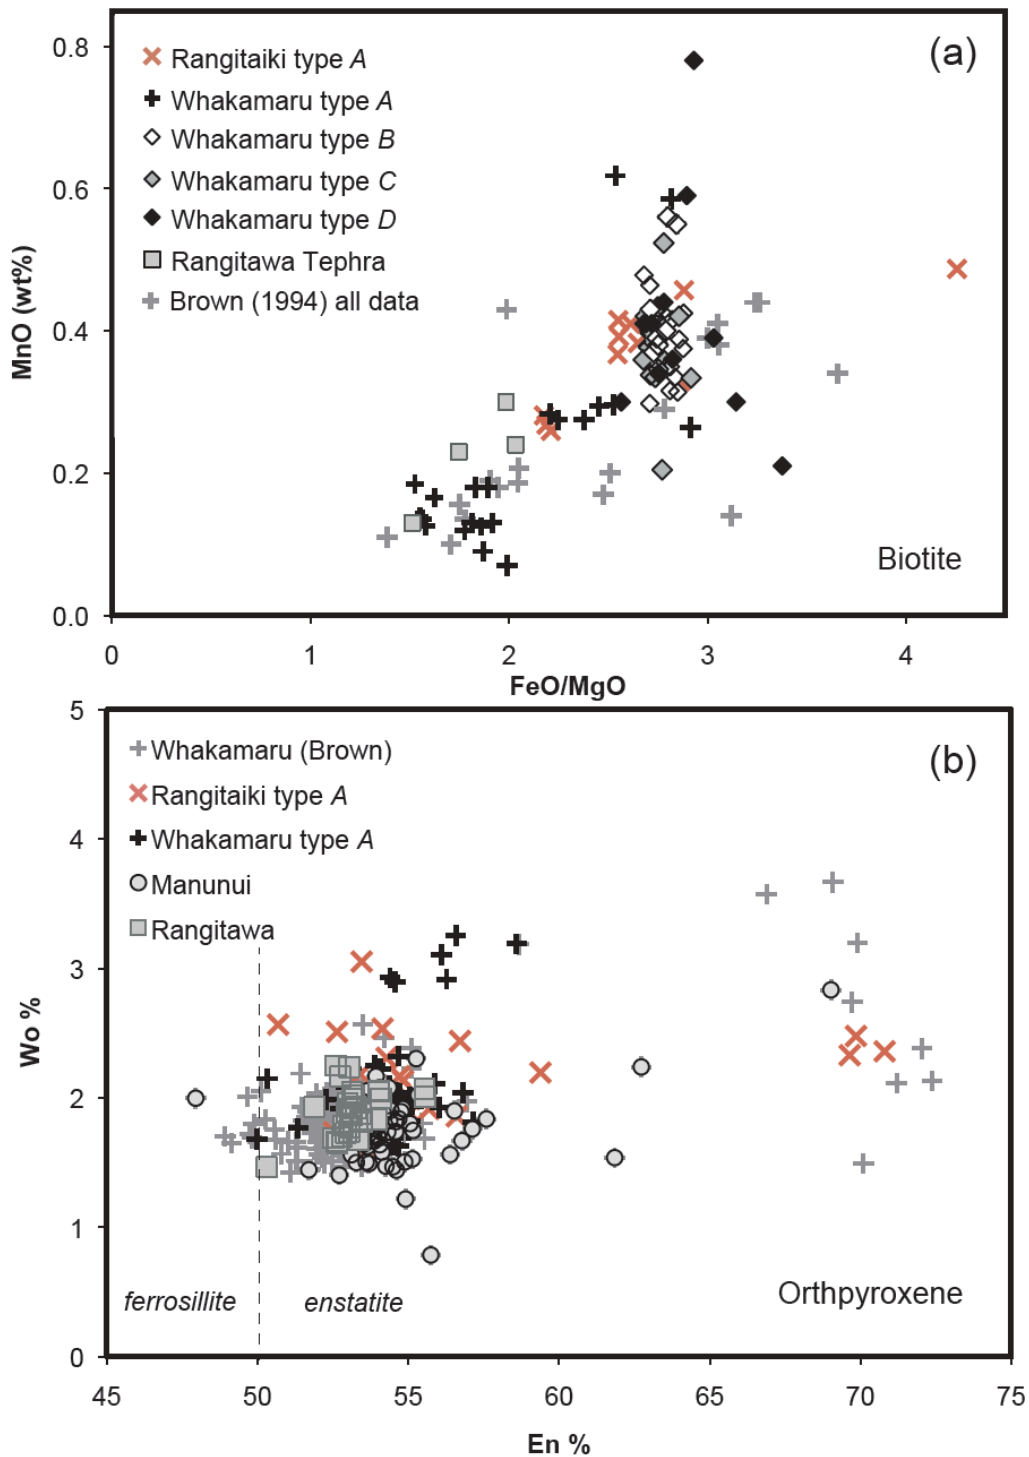 (a)
0.8
0.6
0.4
0.2
0.0
MnO (wt%)
Rangitaiki type A
Whakamaru type A
Whakamaru type B
Whakamaru type C
Whakamaru type D
Rangitawa Tephra
Brown (1994) all data
Biotite
0 1 2 3 4
FeO/MgO
(b)
5
4
3
2
1
0
Wo %
Whakamaru (Brown)
Rangitaiki type A
Whakamaru type A
Manunui
Rangitawa
ferrosillite enstatite
Orthpyroxene
45 50 55 60 65 70 75
En %